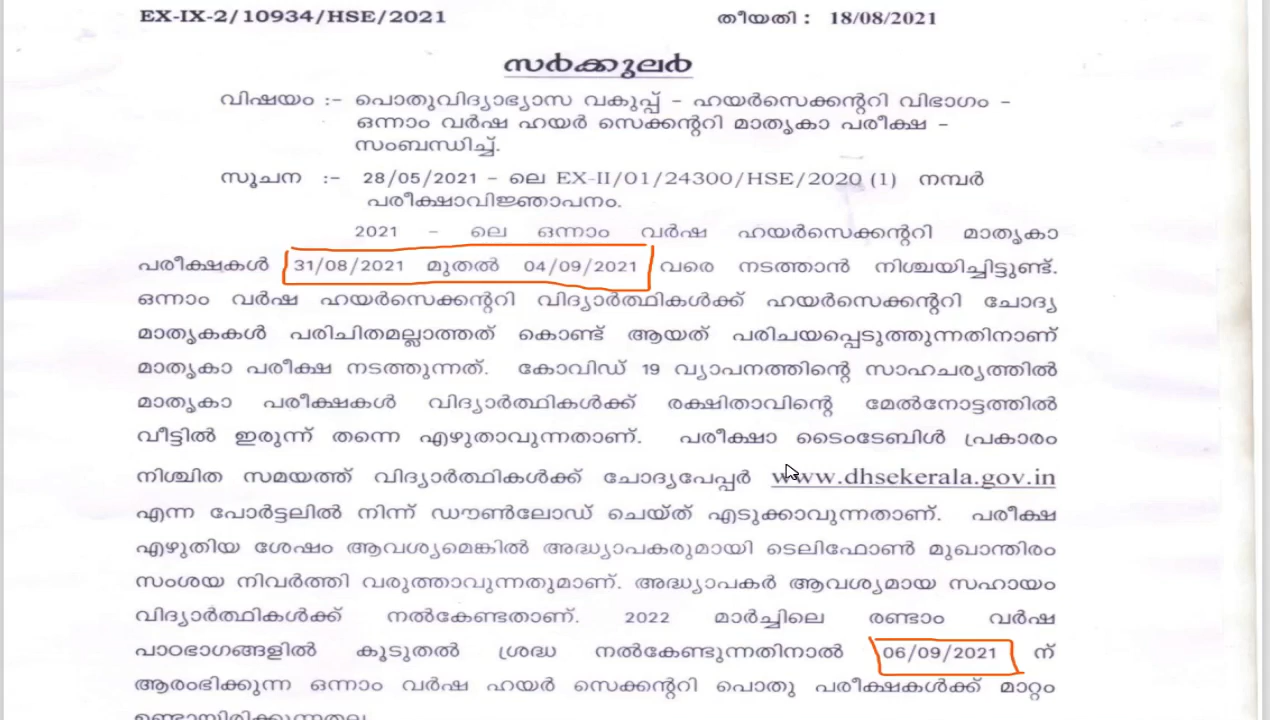 EX-IX-2/10934/HSE/2021 തീയതി : 18/08/2021
സർക്കുലർ
വിഷയം :- പൊതുവിദ്യാഭ്യാസ വകുപ്പ് - ഹയർസെക്കന്ററി വിഭാഗം -
ഒന്നാം വർഷ ഹയർ സെക്കന്ററി മാതൃകാ പരീക്ഷ -
സംബന്ധിച്ച്.
സൂചന :- 28/05/2021 - ലെ EX-II/01/24300/HSE/2020 (1) നമ്പർ
പരീക്ഷാവിജ്ഞാപനം.
2021 - ലെ ഒന്നാം വർഷ ഹയർസെക്കന്ററി മാതൃകാ
പരീക്ഷകൾ 31/08/2021 മുതൽ 04/09/2021 വരെ നടത്താൻ നിശ്ചയിച്ചിട്ടുണ്ട്.
ഒന്നാം വർഷ ഹയർസെക്കന്ററി വിദ്യാർത്ഥികൾക്ക് ഹയർസെക്കന്ററി ചോദ്യ
മാതൃകകൾ പരിചിതമല്ലാത്തത് കൊണ്ട് ആയത് പരിചയപ്പെടുത്തുന്നതിനാണ്
മാതൃകാ പരീക്ഷ നടത്തുന്നത്. കോവിഡ് 19 വ്യാപനത്തിന്റെ സാഹചര്യത്തിൽ
മാതൃകാ പരീക്ഷകൾ വിദ്യാർത്ഥികൾക്ക് രക്ഷിതാവിന്റെ മേൽനോട്ടത്തിൽ
വീട്ടിൽ ഇരുന്ന് തന്നെ എഴുതാവുന്നതാണ്. പരീക്ഷാ ടൈംടേബിൾ പ്രകാരം
നിശ്ചിത സമയത്ത് വിദ്യാർത്ഥികൾക്ക് ചോദ്യപേപ്പർ www.dhsekerala.gov.in
എന്ന പോർട്ടലിൽ നിന്ന് ഡൗൺലോഡ് ചെയ്ത് എടുക്കാവുന്നതാണ്. പരീക്ഷ
എഴുതിയ ശേഷം ആവശ്യമെങ്കിൽ അദ്ധ്യാപകരുമായി ടെലിഫോൺ മുഖാന്തിരം
സംശയ നിവർത്തി വരുത്താവുന്നതുമാണ്. അദ്ധ്യാപകർ ആവശ്യമായ സഹായം
വിദ്യാർത്ഥികൾക്ക് നൽകേണ്ടതാണ്. 2022 മാർച്ചിലെ രണ്ടാം വർഷ
പാഠഭാഗങ്ങളിൽ കൂടുതൽ ശ്രദ്ധ നൽകേണ്ടുന്നതിനാൽ 06/09/2021 ന്
ആരംഭിക്കുന്ന ഒന്നാം വർഷ ഹയർ സെക്കന്ററി പൊതു പരീക്ഷകൾക്ക് മാറ്റം
ഉണ്ടായിരിക്കുന്നതല്ല